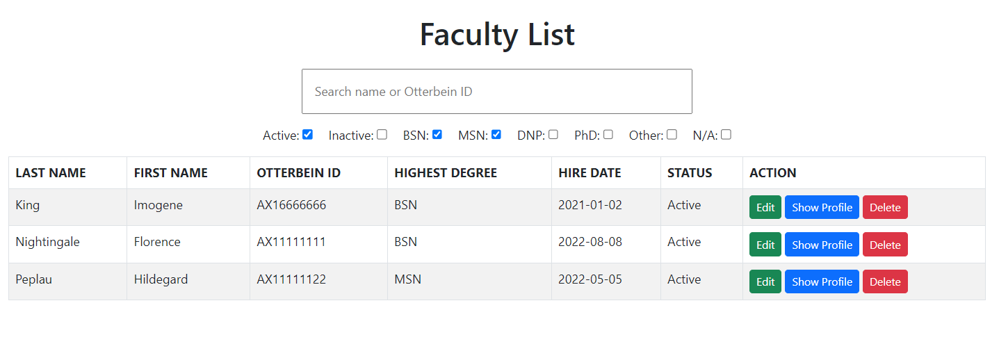 Faculty List
Search name or Otterbein ID
Active: Inactive: BSN: MSN: DNP: PhD: Other: N/A:
LAST NAME FIRST NAME OTTERBEIN ID HIGHEST DEGREE HIRE DATE STATUS ACTION
King Imogene AX16666666 BSN 2021-01-02 Active Edit Show Profile Delete
Nightingale Florence AX11111111 BSN 2022-08-08 Active Edit Show Profile Delete
Peplau Hildegard AX11111122 MSN 2022-05-05 Active Edit Show Profile Delete